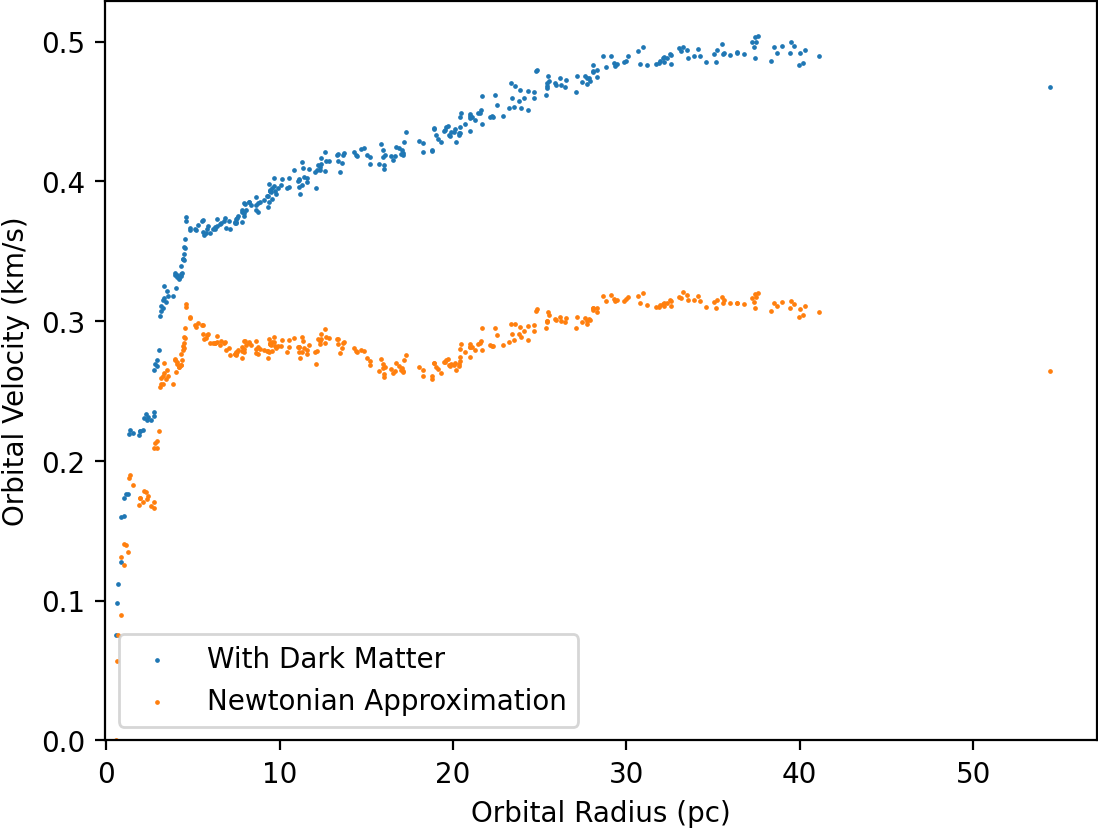 0.5
0.4
0.3
0.2
0.1
0.0
Orbital Velocity (km/s)
With Dark Matter
Newtonian Approximation
0 10 20 30 40 50
Orbital Radius (pc)